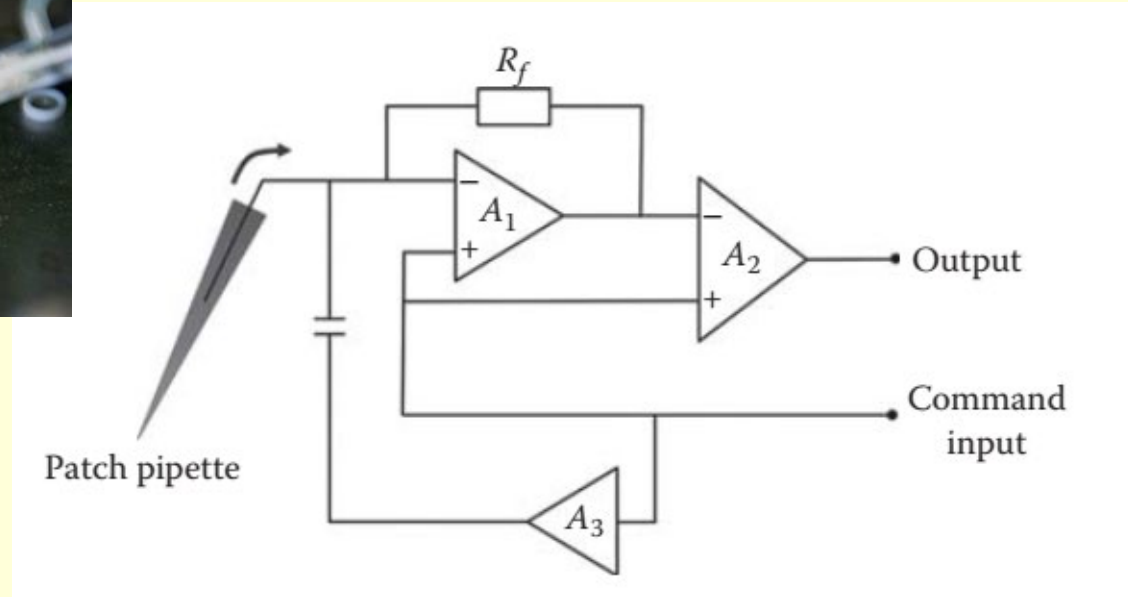 R_f
−
A_1
+
−
A_2
+
Output
Command
input
Patch pipette
A_3